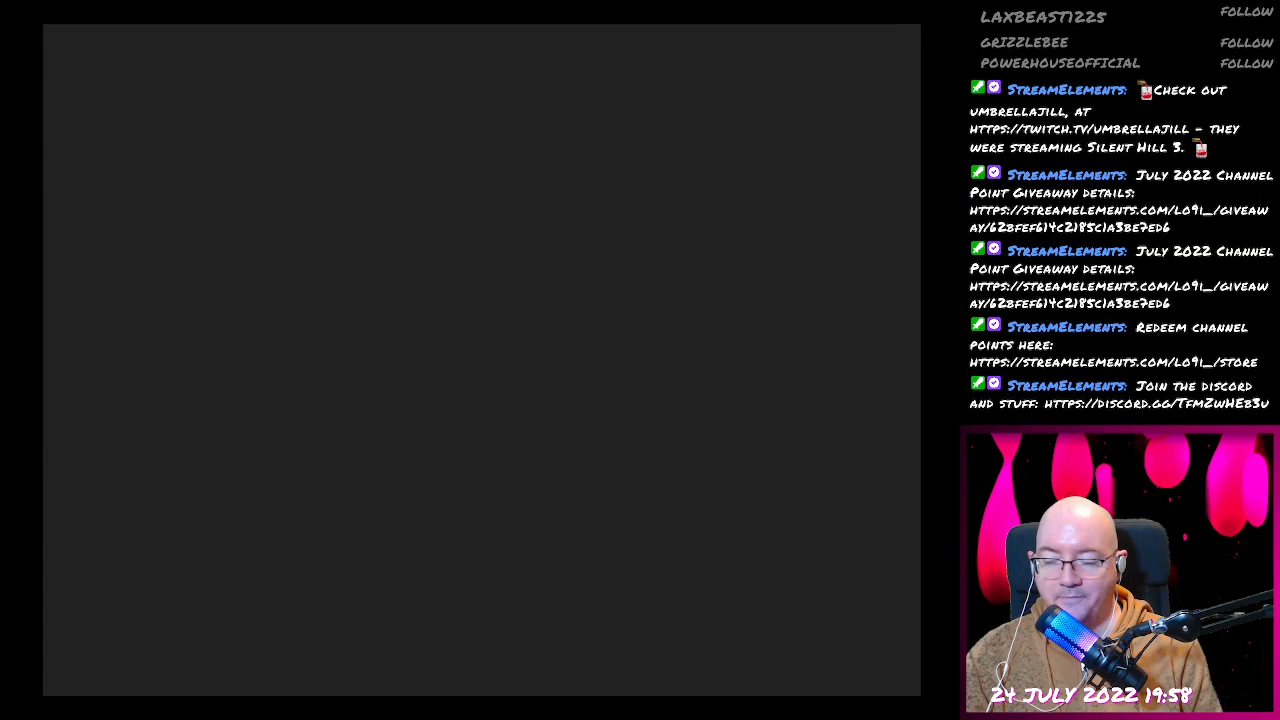 LAXBEAST1225 FOLLOW
GRIZZLEBEE FOLLOW
POWERHOUSEOFFICIAL FOLLOW
StreamElements: Check out
umbrellajill, at
https://twitch.tv/umbrellajill - they
were streaming Silent Hill 3.
StreamElements: July 2022 Channel
Point Giveaway details:
https://streamelements.com/lo9i_/giveaw
ay/62bfef614c2185c1a3be7ed6
StreamElements: July 2022 Channel
Point Giveaway details:
https://streamelements.com/lo9i_/giveaw
ay/62bfef614c2185c1a3be7ed6
StreamElements: Redeem channel
points here:
https://streamelements.com/lo9i_/store
StreamElements: Join the discord
and stuff: https://discord.gg/TfmZwHEb3u
24 JULY 2022 19:58